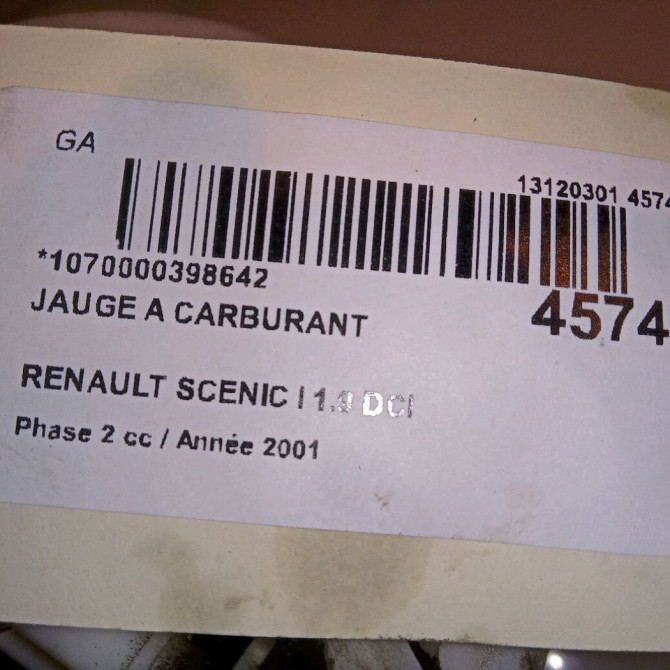 GA
13120301 4574
*1070000398642
4574
JAUGE A CARBURANT
RENAULT SCENIC I 1.9 DCI
Phase 2 cc / Année 2001